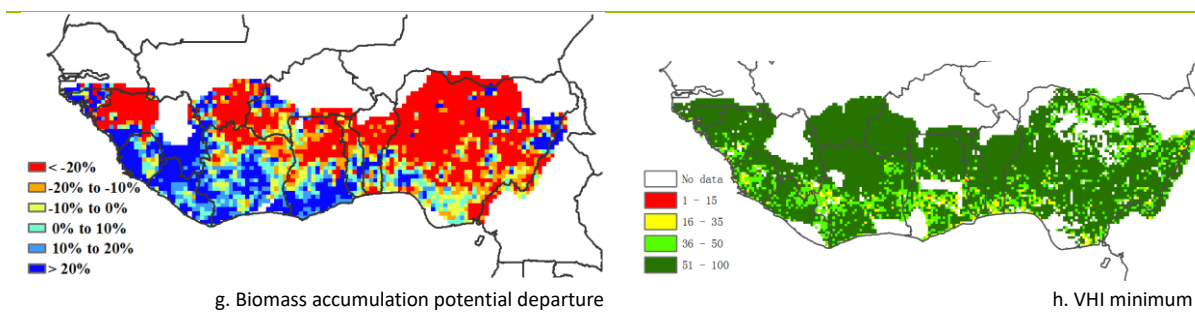 < -20%
-20% to -10%
-10% to 0%
0% to 10%
10% to 20%
> 20%
No data
1 - 15
16 - 35
36 - 50
51 - 100
g. Biomass accumulation potential departure
h. VHI minimum